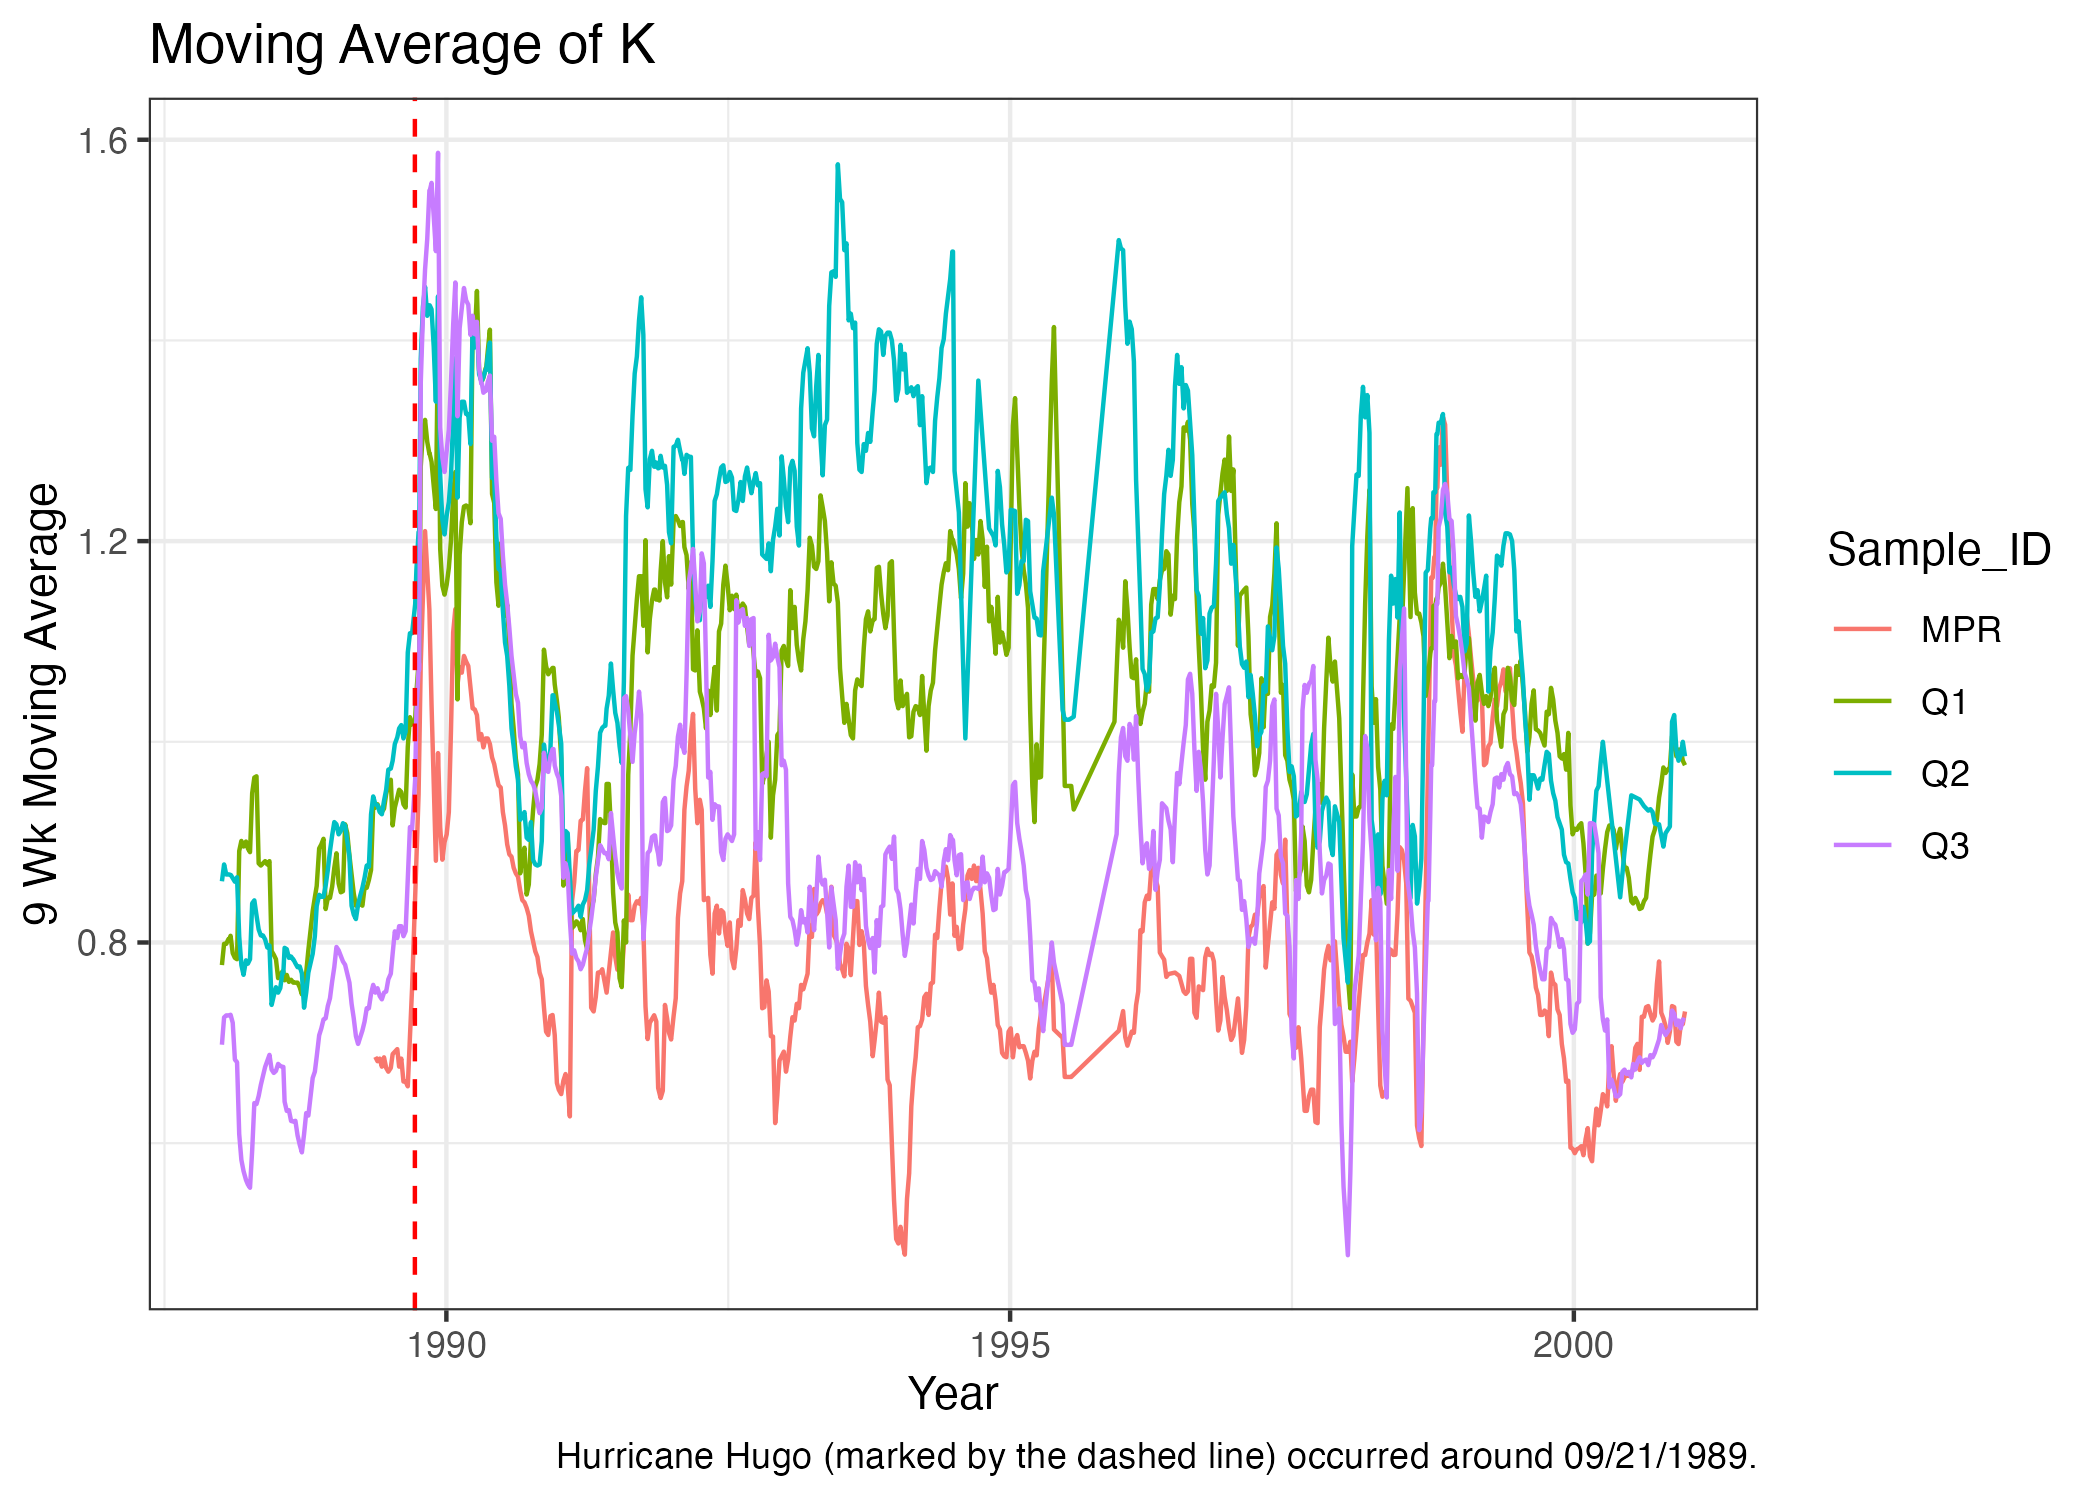 Moving Average of K
9 Wk Moving Average
1.6
1.2
0.8
1990
1995
2000
Year
Sample_ID
MPR
Q1
Q2
Q3
Hurricane Hugo (marked by the dashed line) occurred around 09/21/1989.